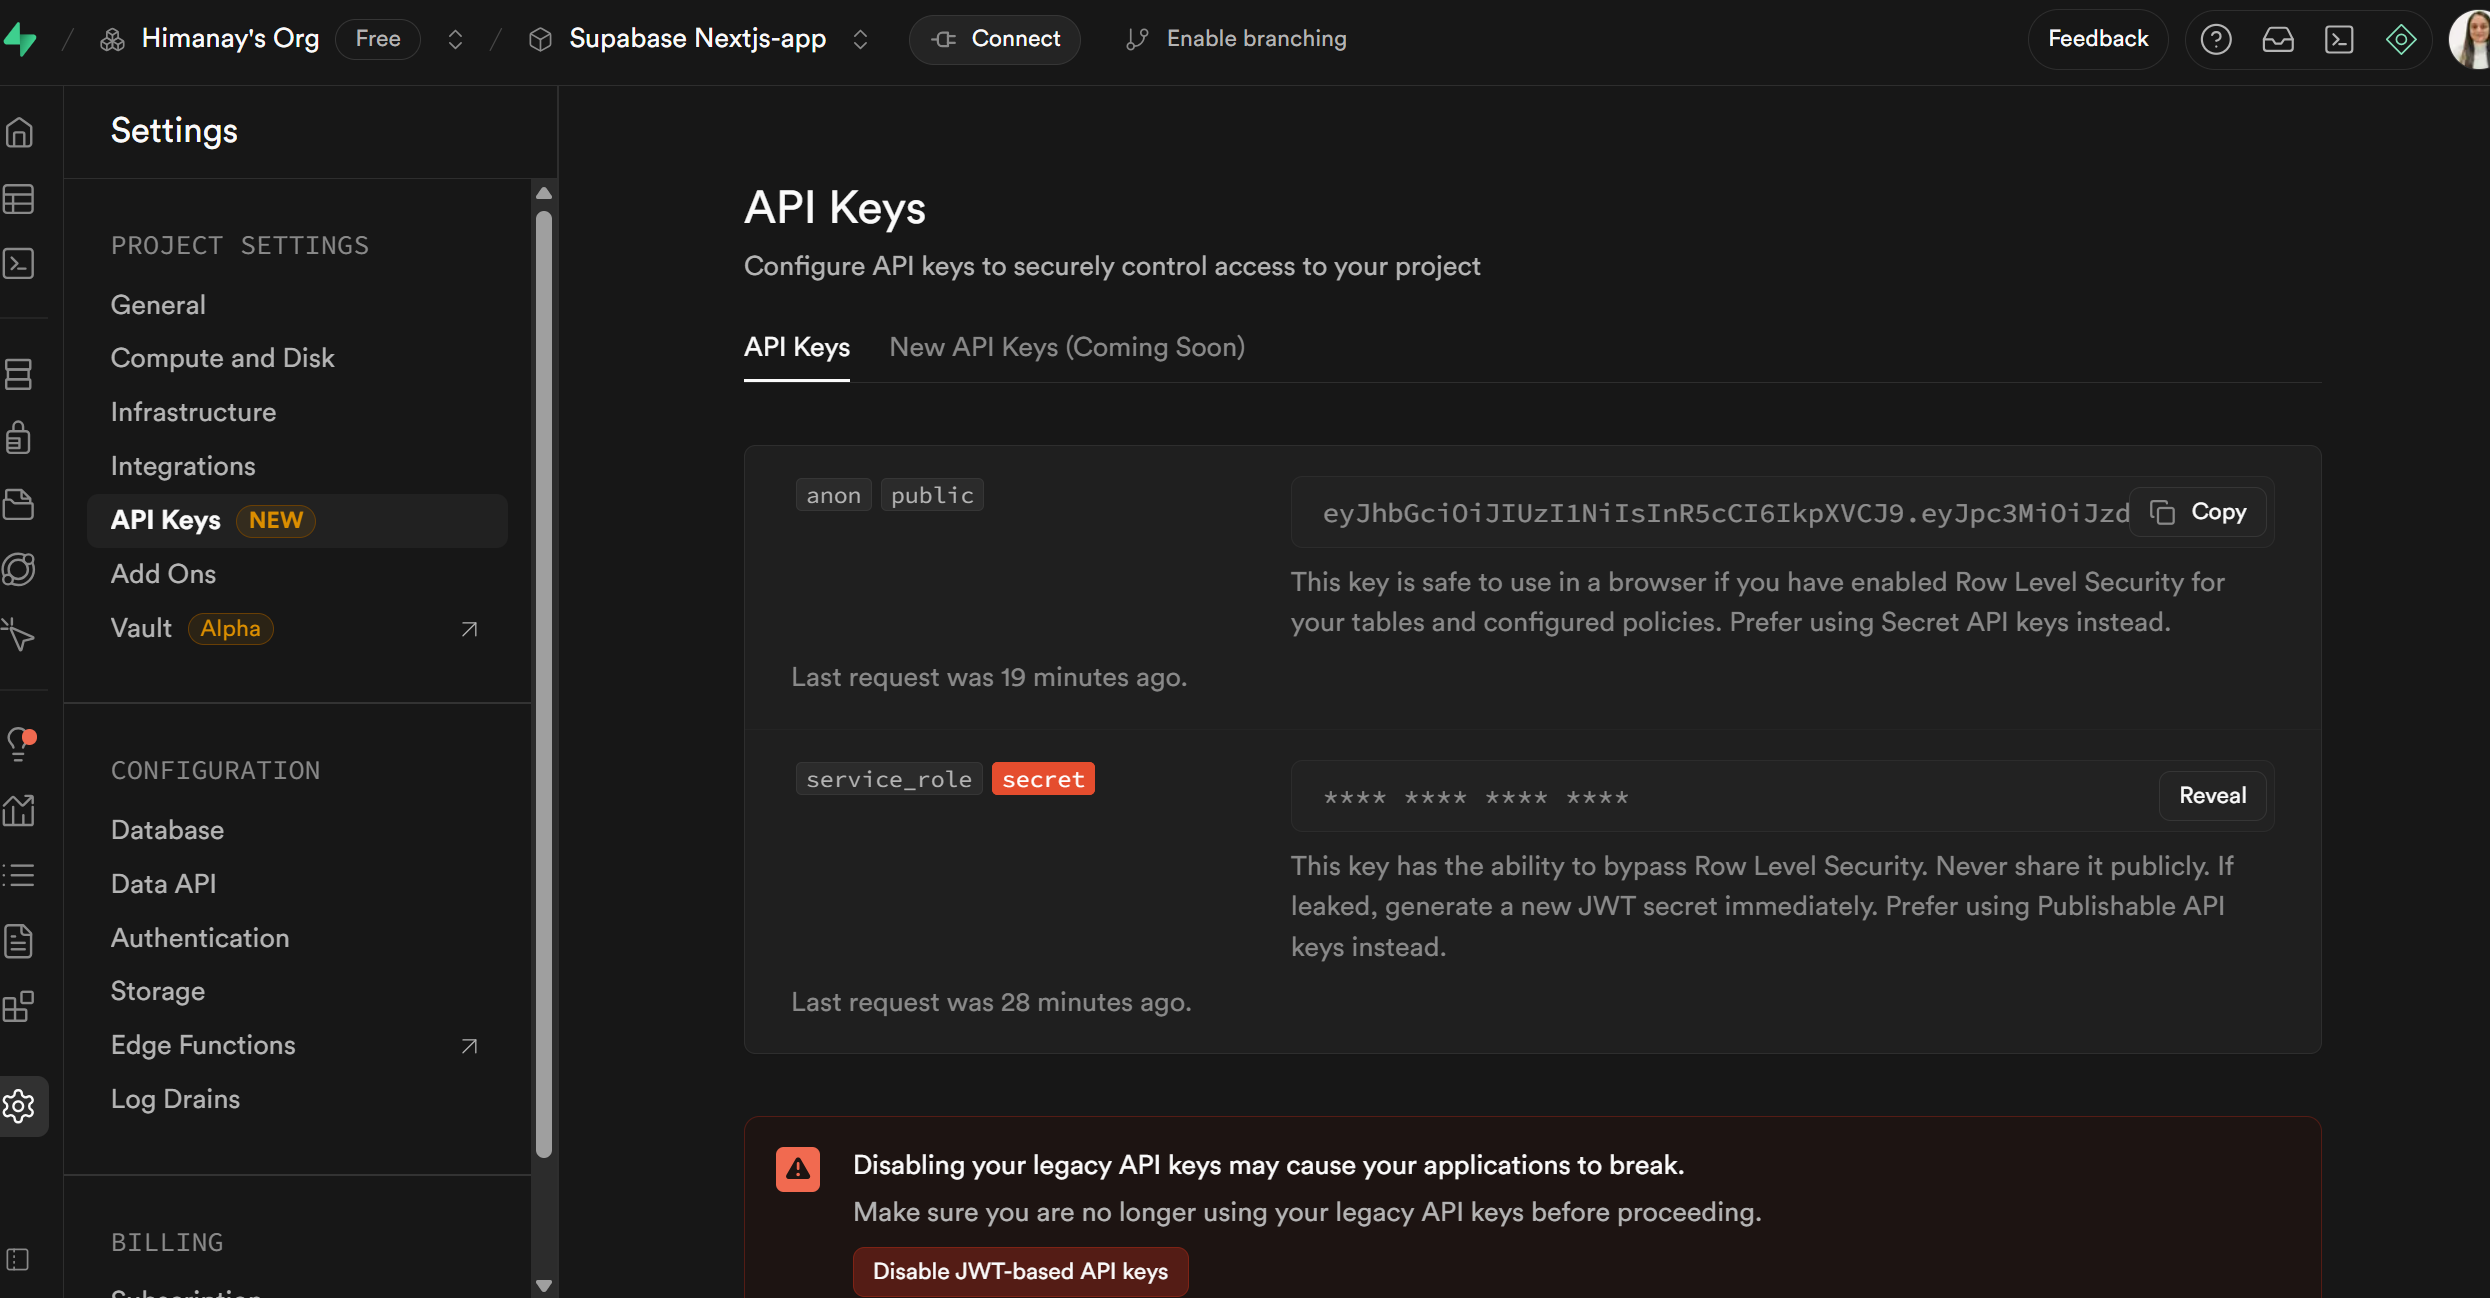 Himanay's Org Free Supabase Nextjs-app Connect Enable branching Feedback
Settings
PROJECT SETTINGS
General
Compute and Disk
Infrastructure
Integrations
API Keys NEW
Add Ons
Vault Alpha
CONFIGURATION
Database
Data API
Authentication
Storage
Edge Functions
Log Drains
BILLING
Subscription
API Keys
Configure API keys to securely control access to your project
API Keys New API Keys (Coming Soon)
anon public
eyJhbGciOiJIUzI1NiIsInR5cCI6IkpXVCJ9.eyJpc3MiOiJzd Copy
This key is safe to use in a browser if you have enabled Row Level Security for
your tables and configured policies. Prefer using Secret API keys instead.
Last request was 19 minutes ago.
service_role secret
**** **** **** **** Reveal
This key has the ability to bypass Row Level Security. Never share it publicly. If
leaked, generate a new JWT secret immediately. Prefer using Publishable API
keys instead.
Last request was 28 minutes ago.
Disabling your legacy API keys may cause your applications to break.
Make sure you are no longer using your legacy API keys before proceeding.
Disable JWT-based API keys